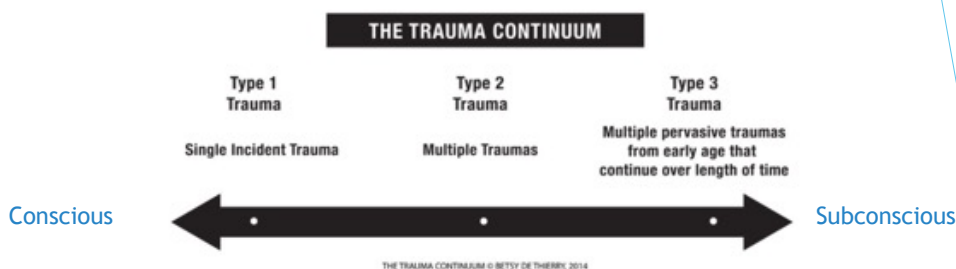 THE TRAUMA CONTINUUM
Type 1
Trauma
Single Incident Trauma
Type 2
Trauma
Multiple Traumas
Type 3
Trauma
Multiple pervasive traumas
from early age that
continue over length of time
Conscious
Subconscious
THE TRAUMA CONTINUUM © BETSY DE THIERRY, 2014